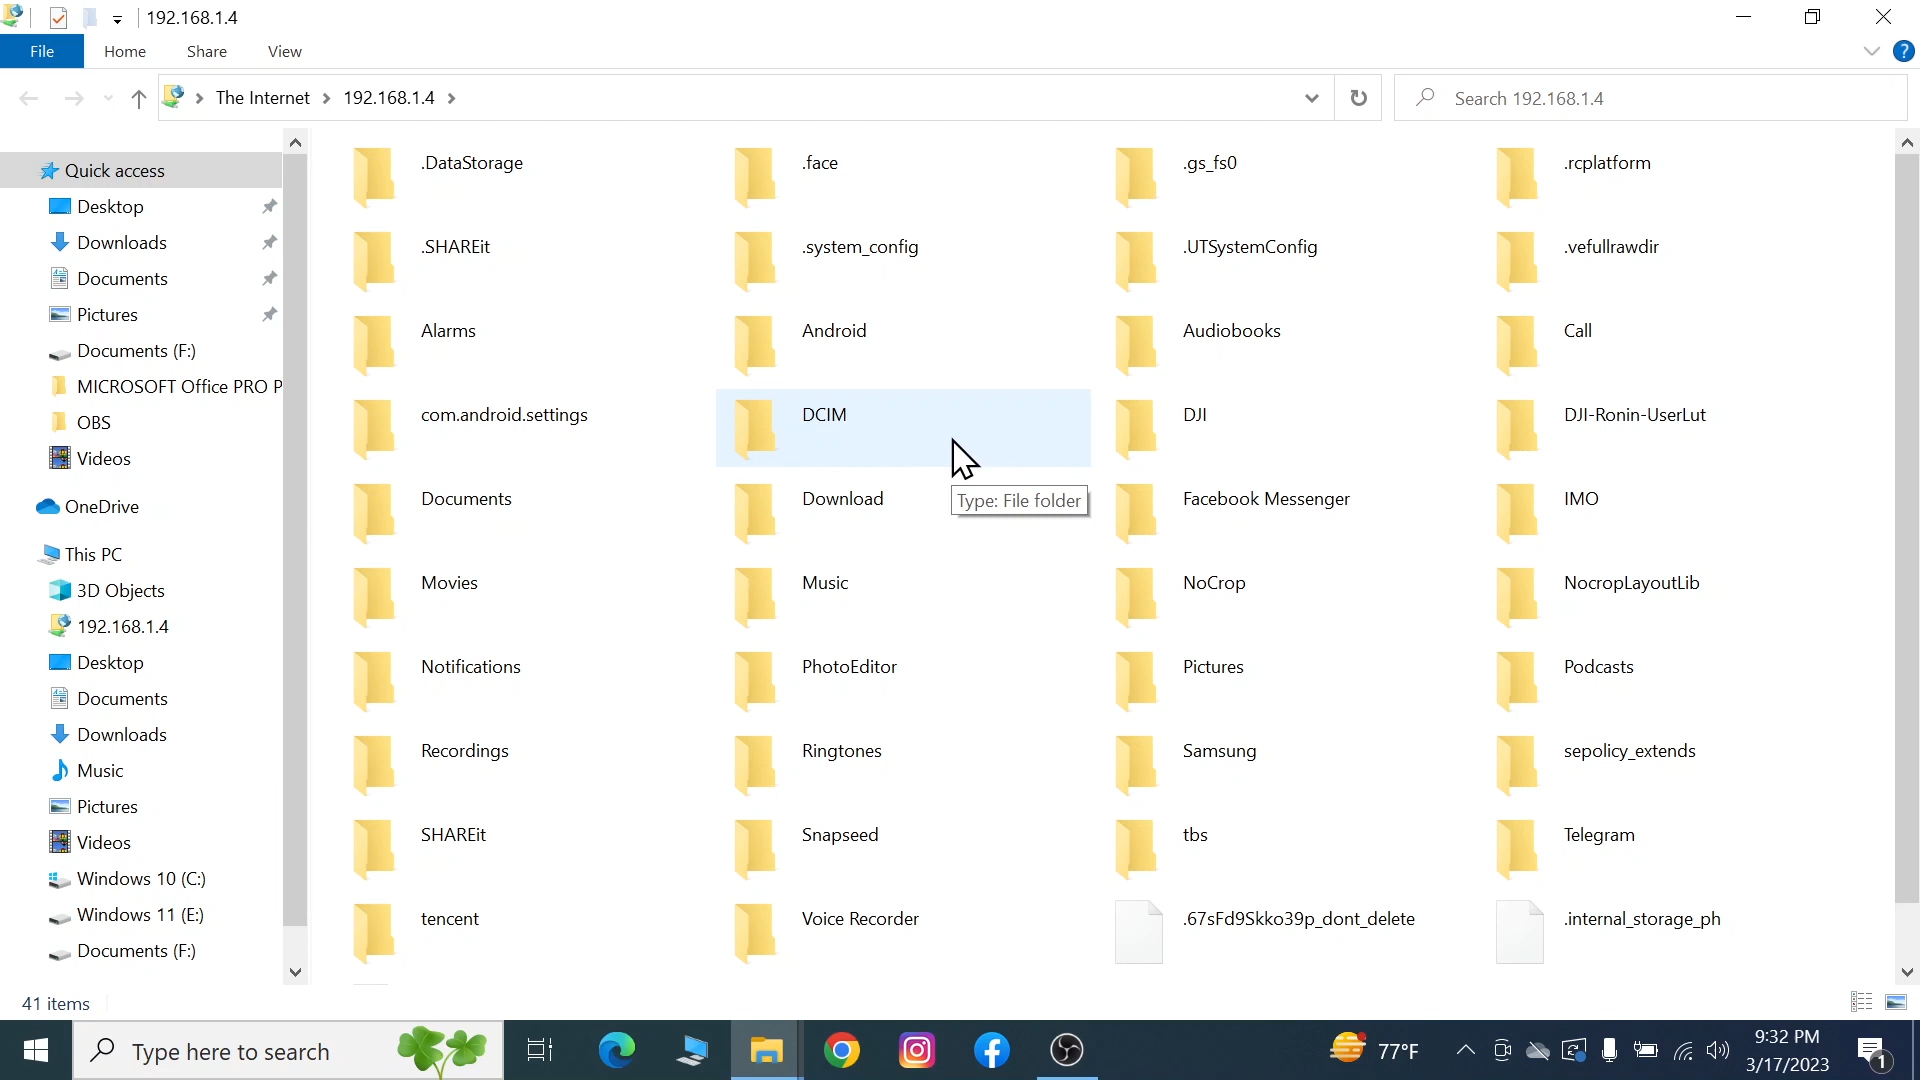 192.168.1.4
File Home Share View
The Internet 192.168.1.4
Search 192.168.1.4
Quick access
Desktop
Downloads
Documents
Pictures
Documents (F:)
MICROSOFT Office PRO P
OBS
Videos
OneDrive
This PC
3D Objects
192.168.1.4
Desktop
Documents
Downloads
Music
Pictures
Videos
Windows 10 (C:)
Windows 11 (E:)
Documents (F:)
.DataStorage .face .gs_fs0 .rcplatform
.SHAREit .system_config .UTSystemConfig .vefullrawdir
Alarms Android Audiobooks Call
com.android.settings DCIM DJI DJI-Ronin-UserLut
Documents Download Facebook Messenger IMO
Type: File folder
Movies Music NoCrop NocropLayoutLib
Notifications PhotoEditor Pictures Podcasts
Recordings Ringtones Samsung sepolicy_extends
SHAREit Snapseed tbs Telegram
tencent Voice Recorder .67sFd9Skko39p_dont_delete .internal_storage_ph
41 items
Type here to search
77°F
9:32 PM
3/17/2023
1